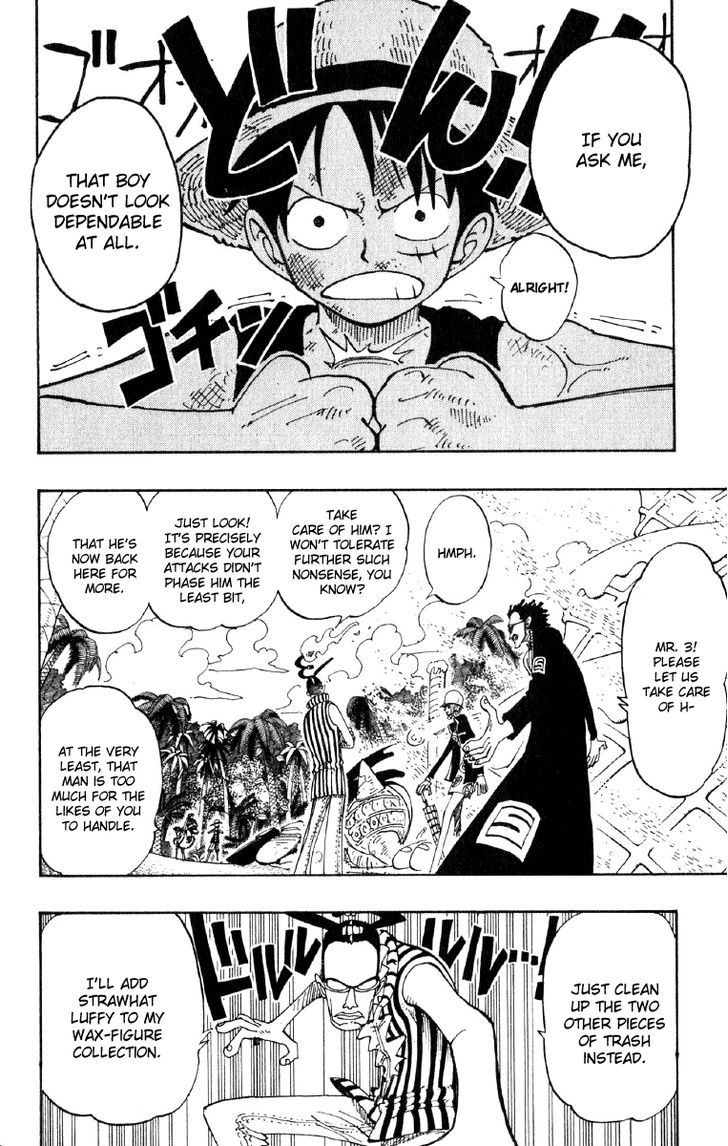 ゴオ
ゴオオ
どん!!
IF YOU
ASK ME,
THAT BOY
DOESN'T LOOK
DEPENDABLE
AT ALL.
ALRIGHT!
ゴチッ
MR. 3!
PLEASE
LET US
TAKE CARE
OF H-
HMPH.
TAKE
CARE OF HIM? I
WON'T TOLERATE
FURTHER SUCH
NONSENSE, YOU
KNOW?
JUST LOOK!
IT'S PRECISELY
BECAUSE YOUR
ATTACKS DIDN'T
PHASE HIM THE
LEAST BIT,
THAT HE'S
NOW BACK
HERE FOR
MORE.
AT THE VERY
LEAST, THAT
MAN IS TOO
MUCH FOR THE
LIKES OF YOU
TO HANDLE.
五
五
JUST CLEAN
UP THE TWO
OTHER PIECES
OF TRASH
INSTEAD.
ドルルルル…!
I'LL ADD
STRAWHAT
LUFFY TO MY
WAX-FIGURE
COLLECTION.